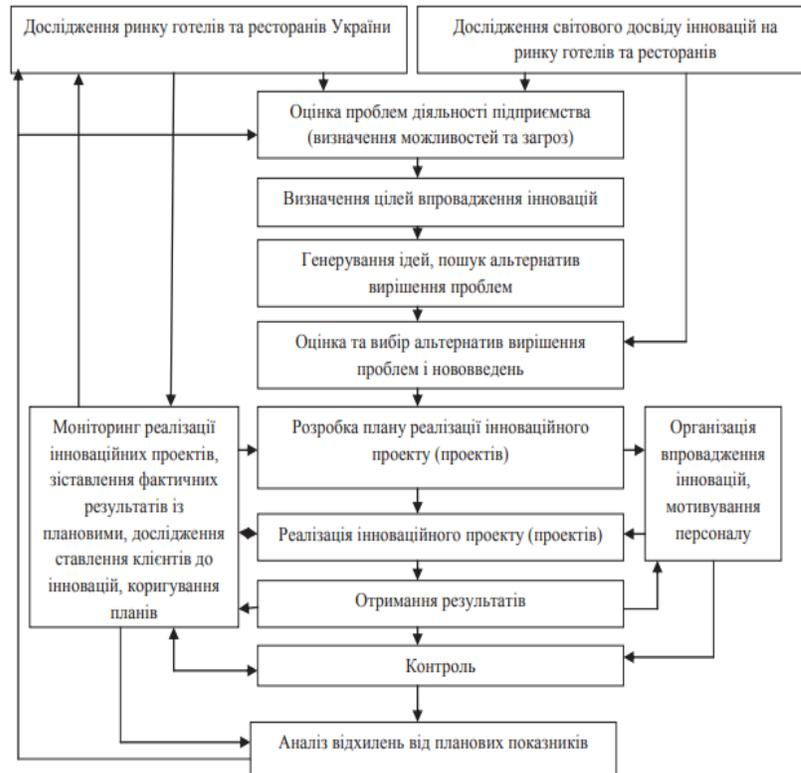 Дослідження ринку готелів та ресторанів України
Дослідження світового досвіду інновацій на
ринку готелів та ресторанів
Оцінка проблем діяльності підприємства
(визначення можливостей та загроз)
Визначення цілей впровадження інновацій
Генерування ідей, пошук альтернатив
вирішення проблем
Оцінка та вибір альтернатив вирішення
проблем і нововведень
Моніторинг реалізації
інноваційних проектів,
зіставлення фактичних
результатів із
плановими, дослідження
ставлення клієнтів до
інновацій, коригування
планів
Розробка плану реалізації інноваційного
проекту (проектів)
Організація
впровадження
інновацій,
мотивування
персоналу
Реалізація інноваційного проекту (проектів)
Отримання результатів
Контроль
Аналіз відхилень від планових показників